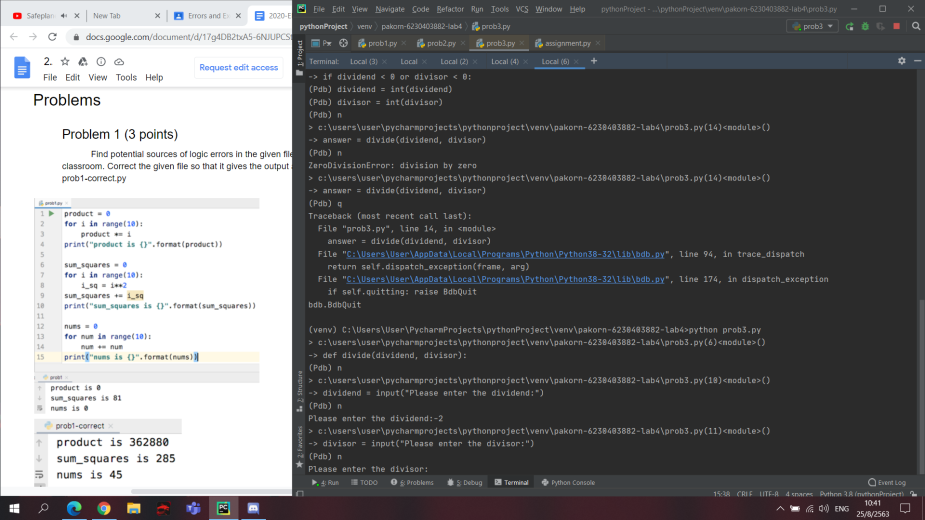 Safeplan
New Tab
Errors and Ex
2020-E
docs.google.com/document/d/17g4DB2txA5-6NJUPCSt
2.
File Edit View Tools Help
Request edit access
Problems
Problem 1 (3 points)
Find potential sources of logic errors in the given file
classroom. Correct the given file so that it gives the output a
prob1-correct.py
prob1.py
1 product = 0
2 for i in range(10):
3 product *= i
4 print("product is {}".format(product))
5
6 sum_squares = 0
7 for i in range(10):
8 i_sq = i**2
9 sum_squares += i_sq
10 print("sum_squares is {}".format(sum_squares))
11
12 nums = 0
13 for num in range(10):
14 num += num
15 print("nums is {}".format(nums))
prob1
product is 0
sum_squares is 81
nums is 0
prob1-correct
product is 362880
sum_squares is 285
nums is 45
File Edit View Navigate Code Refactor Run Tools VCS Window Help pythonProject - ...\pythonProject\venv\pakorn-6230403882-lab4\prob3.py
pythonProject venv pakorn-6230403882-lab4 prob3.py
prob3
prob1.py prob2.py prob3.py assignment.py
Terminal: Local (3) Local Local (2) Local (4) Local (6) +
-> if dividend < 0 or divisor < 0:
(Pdb) dividend = int(dividend)
(Pdb) divisor = int(divisor)
(Pdb) n
> c:\users\user\pycharmprojects\pythonproject\venv\pakorn-6230403882-lab4\prob3.py(14)<module>()
-> answer = divide(dividend, divisor)
(Pdb) n
ZeroDivisionError: division by zero
> c:\users\user\pycharmprojects\pythonproject\venv\pakorn-6230403882-lab4\prob3.py(14)<module>()
-> answer = divide(dividend, divisor)
(Pdb) q
Traceback (most recent call last):
File "prob3.py", line 14, in <module>
answer = divide(dividend, divisor)
File "C:\Users\User\AppData\Local\Programs\Python\Python38-32\lib\bdb.py", line 94, in trace_dispatch
return self.dispatch_exception(frame, arg)
File "C:\Users\User\AppData\Local\Programs\Python\Python38-32\lib\bdb.py", line 174, in dispatch_exception
if self.quitting: raise BdbQuit
bdb.BdbQuit
(venv) C:\Users\User\PycharmProjects\pythonProject\venv\pakorn-6230403882-lab4>python prob3.py
> c:\users\user\pycharmprojects\pythonproject\venv\pakorn-6230403882-lab4\prob3.py(6)<module>()
-> def divide(dividend, divisor):
(Pdb) n
> c:\users\user\pycharmprojects\pythonproject\venv\pakorn-6230403882-lab4\prob3.py(10)<module>()
-> dividend = input("Please enter the dividend:")
(Pdb) n
Please enter the dividend:-2
> c:\users\user\pycharmprojects\pythonproject\venv\pakorn-6230403882-lab4\prob3.py(11)<module>()
-> divisor = input("Please enter the divisor:")
(Pdb) n
Please enter the divisor:
1: Project
7: Structure
2: Favorites
4: Run TODO 6: Problems 5: Debug Terminal Python Console Event Log
15:38 CRLF UTF-8 4 spaces Python 3.8 (pythonProject)
ENG
10:41
25/8/2563